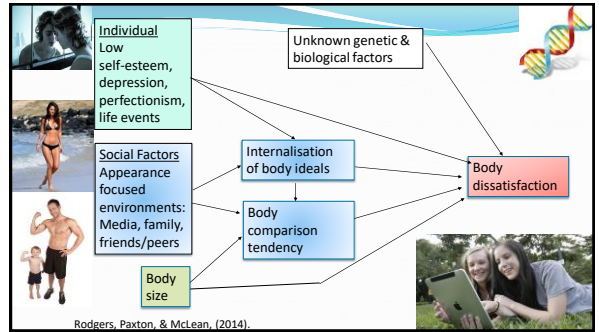 Individual
Low
self-esteem,
depression,
perfectionism,
life events
Unknown genetic &
biological factors
Social Factors
Appearance
focused
environments:
Media, family,
friends/peers
Internalisation
of body ideals
Body
dissatisfaction
Body
comparison
tendency
Body
size
Rodgers, Paxton, & McLean, (2014).